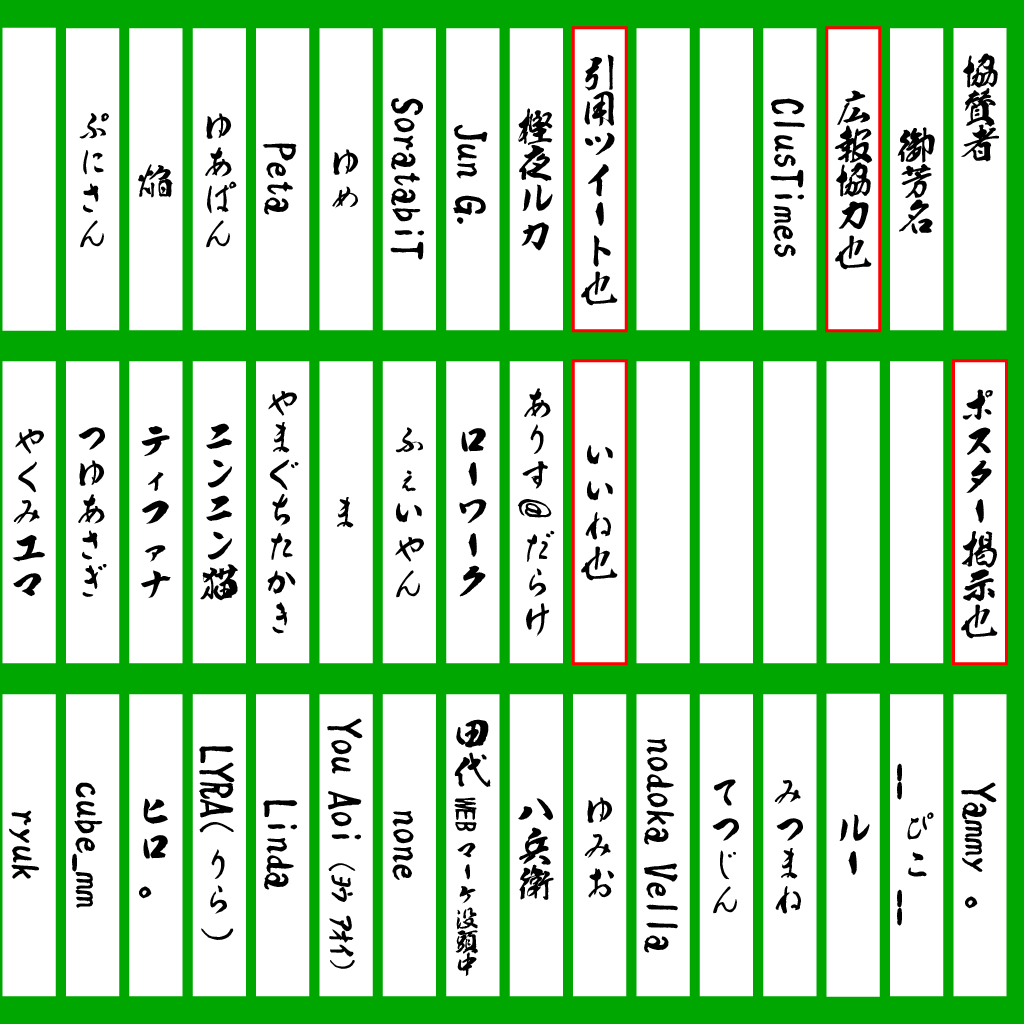 協賛者
御芳名
広報協力也
ClusTimes
引用ツイート也
樫夜ルカ
Jun G.
SoratabiT
ゆめ
Peta
ゆあぱん
焔
ぷにさん
ポスター掲示也
いいね也
ありす@だらけ
ローワーク
ふぇいやん
ま
やまぐちたかき
ニンニン猫
ティファナ
つゆあさぎ
やくみエマ
Yammy。
--ぴこ--
ルー
みつまね
てつじん
nodoka Vella
ゆみお
八兵衛
田代WEBマーケ没頭中
none
You Aoi (ヨウ アオイ)
Linda
LYRA(りら)
ヒロ。
cube_mm
ryuk